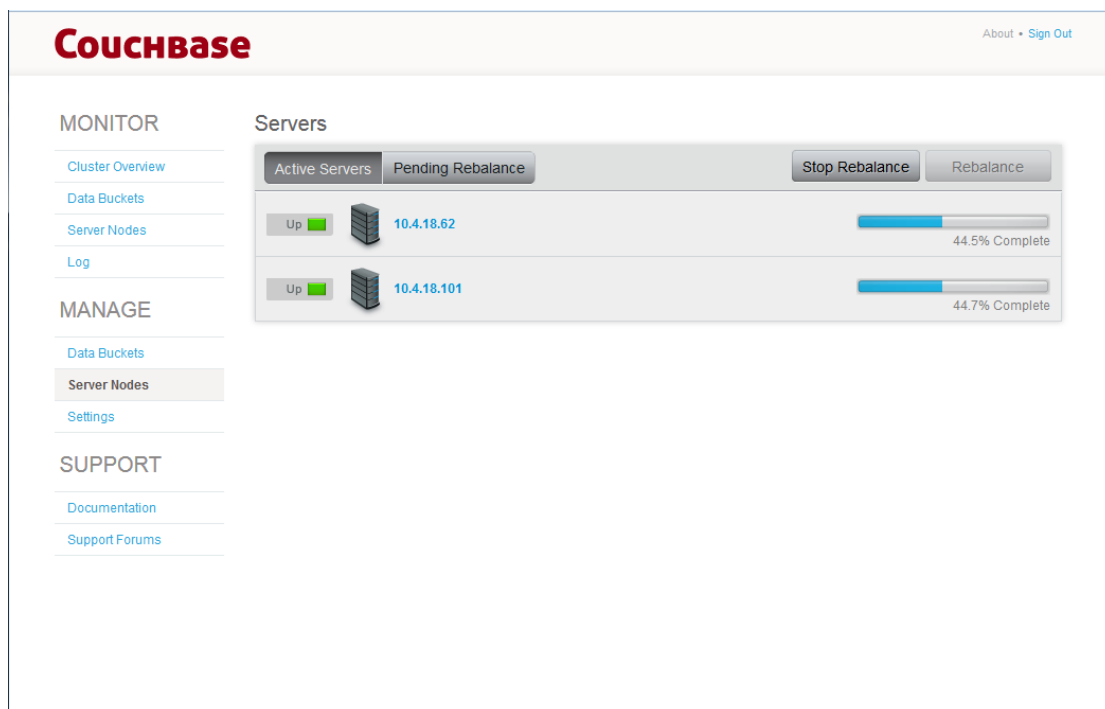 COUCHBASE
About • Sign Out
MONITOR
Cluster Overview
Data Buckets
Server Nodes
Log
MANAGE
Data Buckets
Server Nodes
Settings
SUPPORT
Documentation
Support Forums
Servers
Active Servers Pending Rebalance Stop Rebalance Rebalance
Up 10.4.18.62
44.5% Complete
Up 10.4.18.101
44.7% Complete